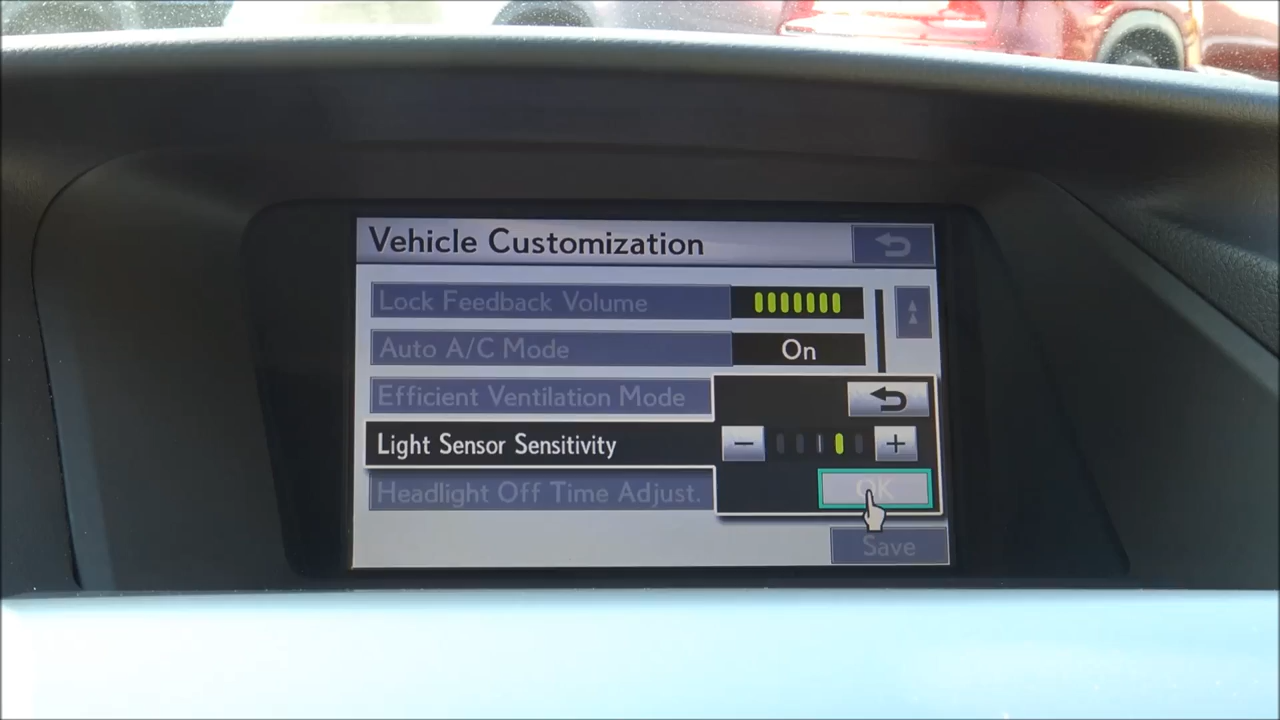 Vehicle Customization
Lock Feedback Volume
Auto A/C Mode On
Efficient Ventilation Mode
Light Sensor Sensitivity − +
Headlight Off Time Adjust. OK
Save